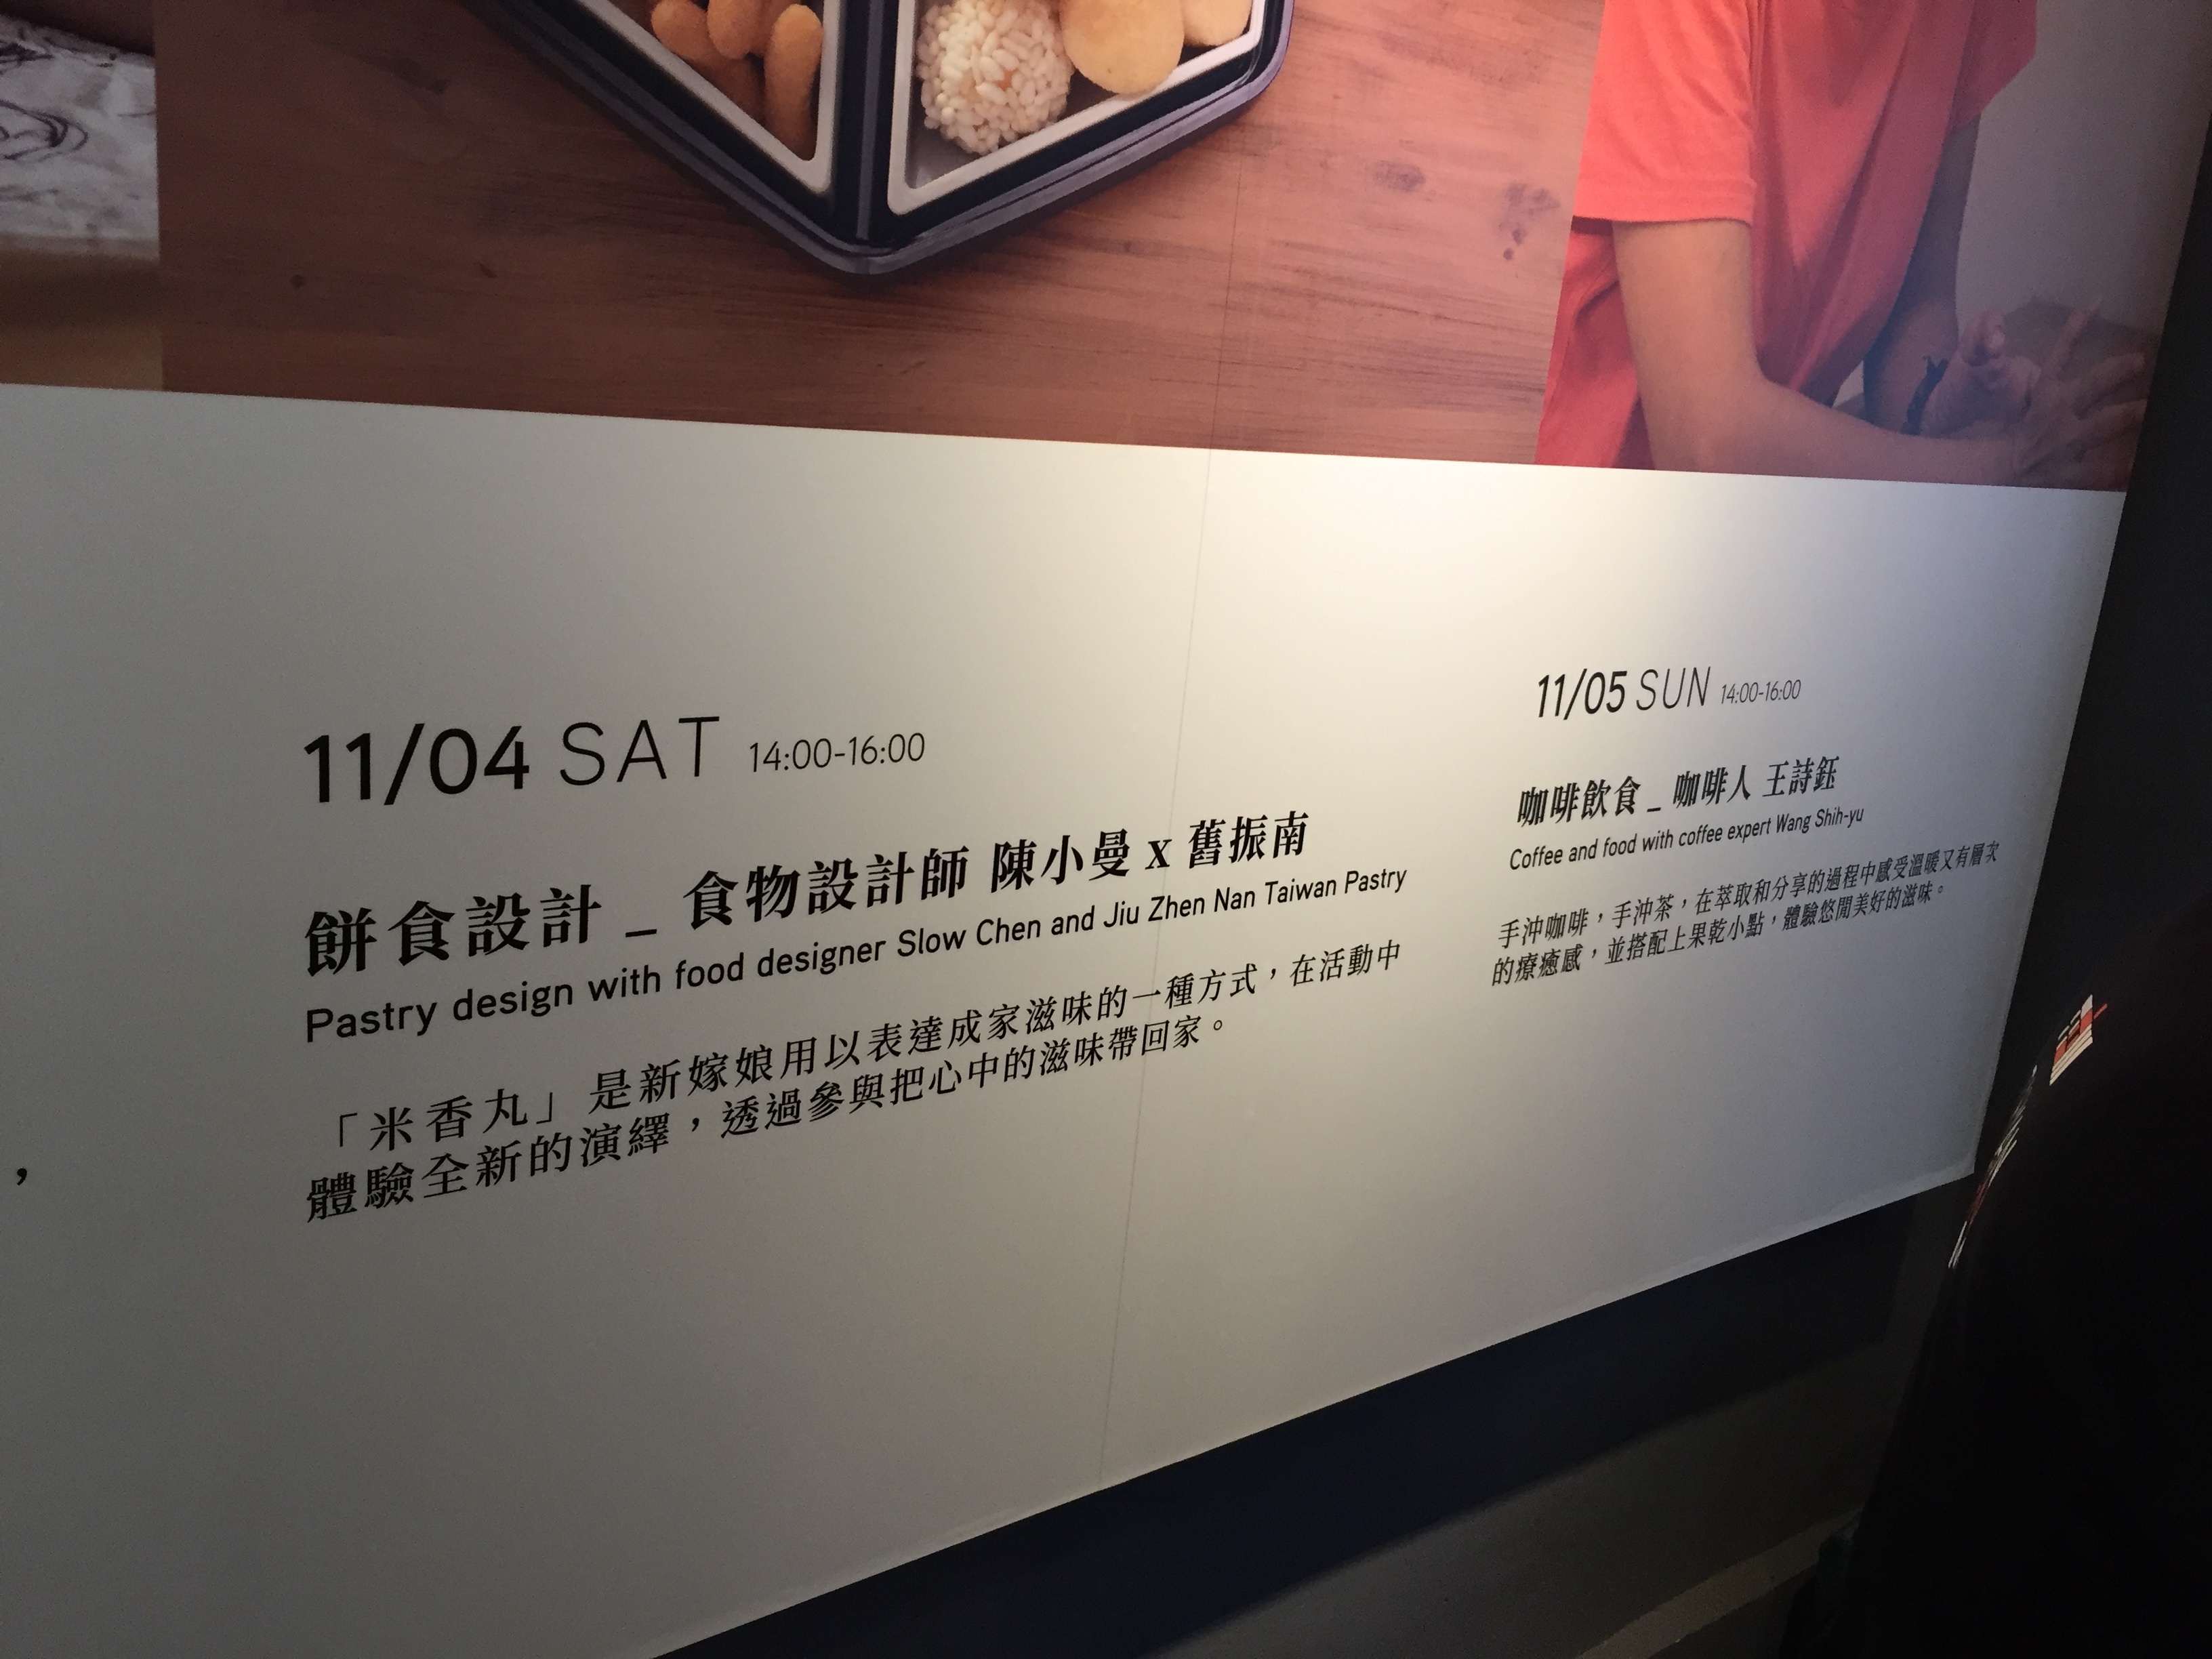 ，
11/04 SAT 14:00-16:00
餅食設計 _ 食物設計師 陳小曼 x 舊振南
Pastry design with food designer Slow Chen and Jiu Zhen Nan Taiwan Pastry
「米香丸」是新嫁娘用以表達成家滋味的一種方式，在活動中
體驗全新的演繹，透過參與把心中的滋味帶回家。
11/05 SUN 14:00-16:00
咖啡飲食 _ 咖啡人 王詩鈺
Coffee and food with coffee expert Wang Shih-yu
手沖咖啡，手沖茶，在萃取和分享的過程中感受溫暖又有層次
的療癒感，並搭配上果乾小點，體驗悠閒美好的滋味。